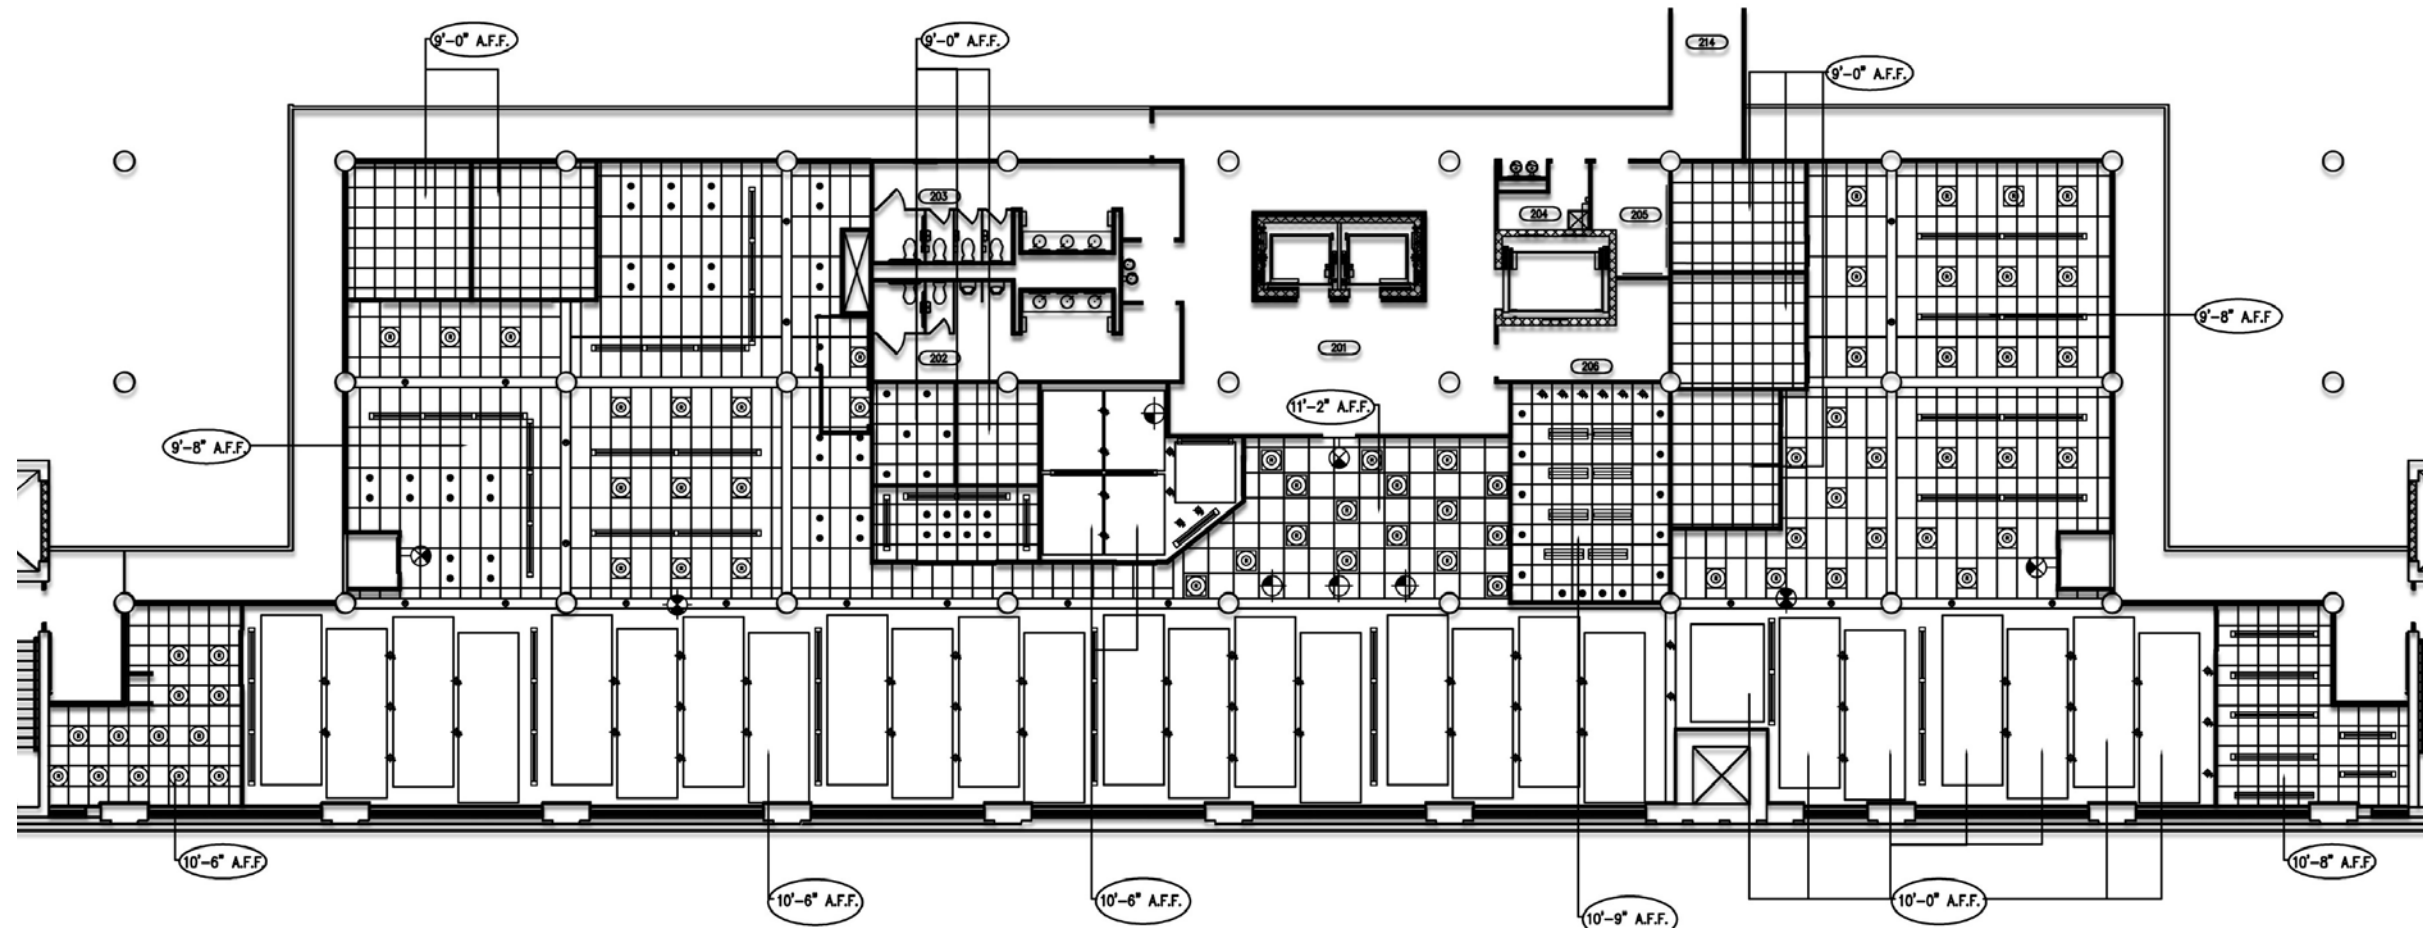 9'-0" A.F.F.
9'-0" A.F.F.
214
9'-0" A.F.F.
203
204
205
9'-8" A.F.F
201
202
206
11'-2" A.F.F.
9'-8" A.F.F.
10'-6" A.F.F.
10'-8" A.F.F.
10'-6" A.F.F.
10'-6" A.F.F.
10'-0" A.F.F.
10'-9" A.F.F.